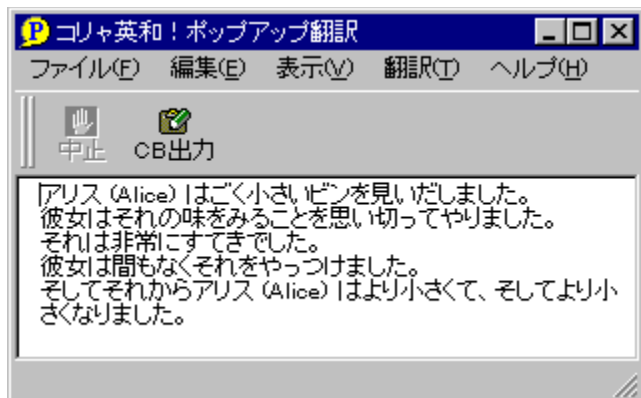 コリャ英和！ポップアップ翻訳
ファイル(F) 編集(E) 表示(V) 翻訳(T) ヘルプ(H)
中止 CB出力
アリス (Alice) はごく小さいビンを見いだしました。
彼女はそれの味をみることを思い切ってやりました。
それは非常にすてきでした。
彼女は間もなくそれをやっつけました。
そしてそれからアリス (Alice) はより小さくて、そしてより小
さくなりました。